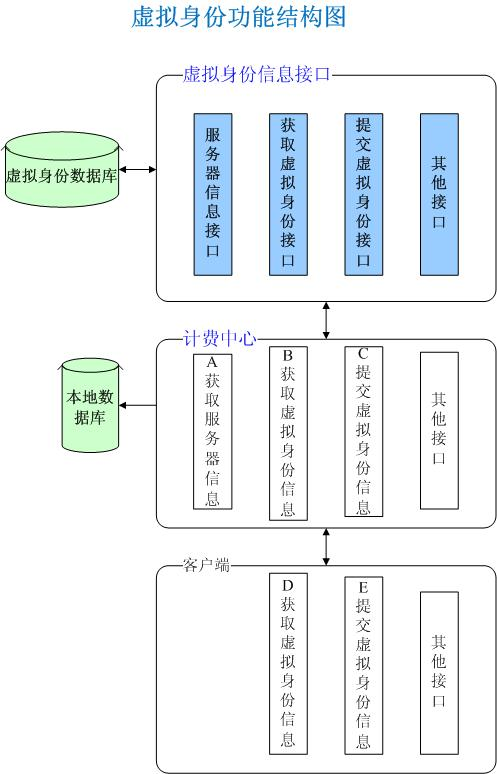 虚拟身份功能结构图
虚拟身份信息接口
虚拟身份数据库
服务器信息接口
获取虚拟身份接口
提交虚拟身份接口
其他接口
计费中心
本地数
据库
A获取服务器信息
B获取虚拟身份信息
C提交虚拟身份信息
其他接口
客户端
D获取虚拟身份信息
E提交虚拟身份信息
其他接口